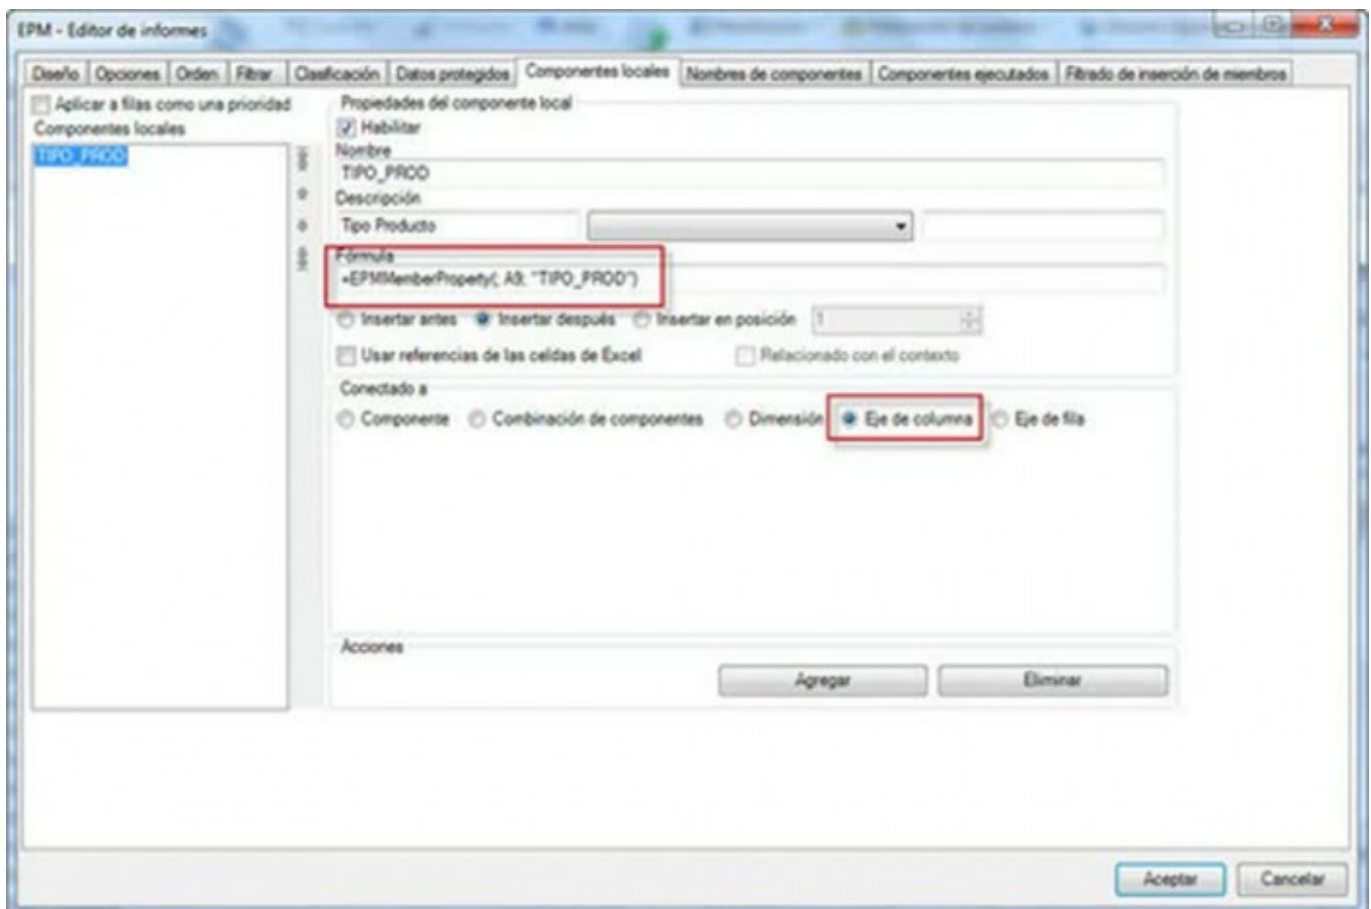 EPM - Editor de informes
Diseño Opciones Orden Filtrar Clasificación Datos protegidos Componentes locales Nombres de componentes Componentes ejecutados Filtrado de inserción de miembros
Aplicar a filas como una prioridad
Componentes locales
TIPO_PROD
Propiedades del componente local
Habilitar
Nombre
TIPO_PROD
Descripción
Tipo Producto
Fórmula
=EPMMemberProperty(; A9; "TIPO_PROD")
Insertar antes Insertar después Insertar en posición 1
Usar referencias de las celdas de Excel Relacionado con el contexto
Conectado a
Componente Combinación de componentes Dimensión Eje de columna Eje de fila
Acciones
Agregar Eliminar
Aceptar Cancelar